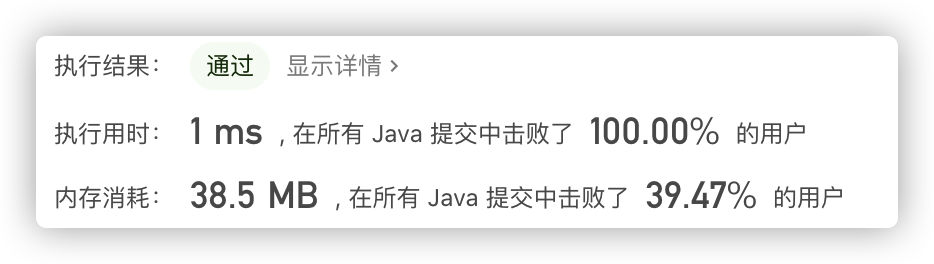 执行结果： 通过 显示详情 >
执行用时： 1 ms , 在所有 Java 提交中击败了 100.00% 的用户
内存消耗： 38.5 MB , 在所有 Java 提交中击败了 39.47% 的用户